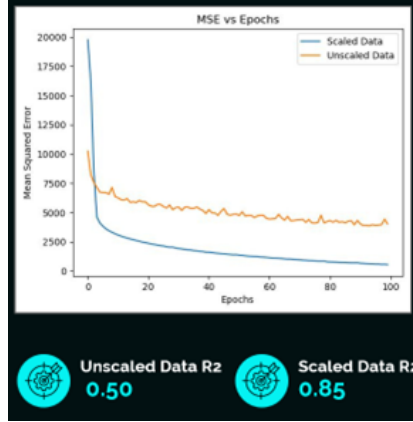 MSE vs Epochs
Scaled Data
Unscaled Data
20000
17500
15000
12500
10000
7500
5000
2500
0
Mean Squared Error
0
20
40
60
80
100
Epochs
Unscaled Data R2
0.50
Scaled Data R2
0.85